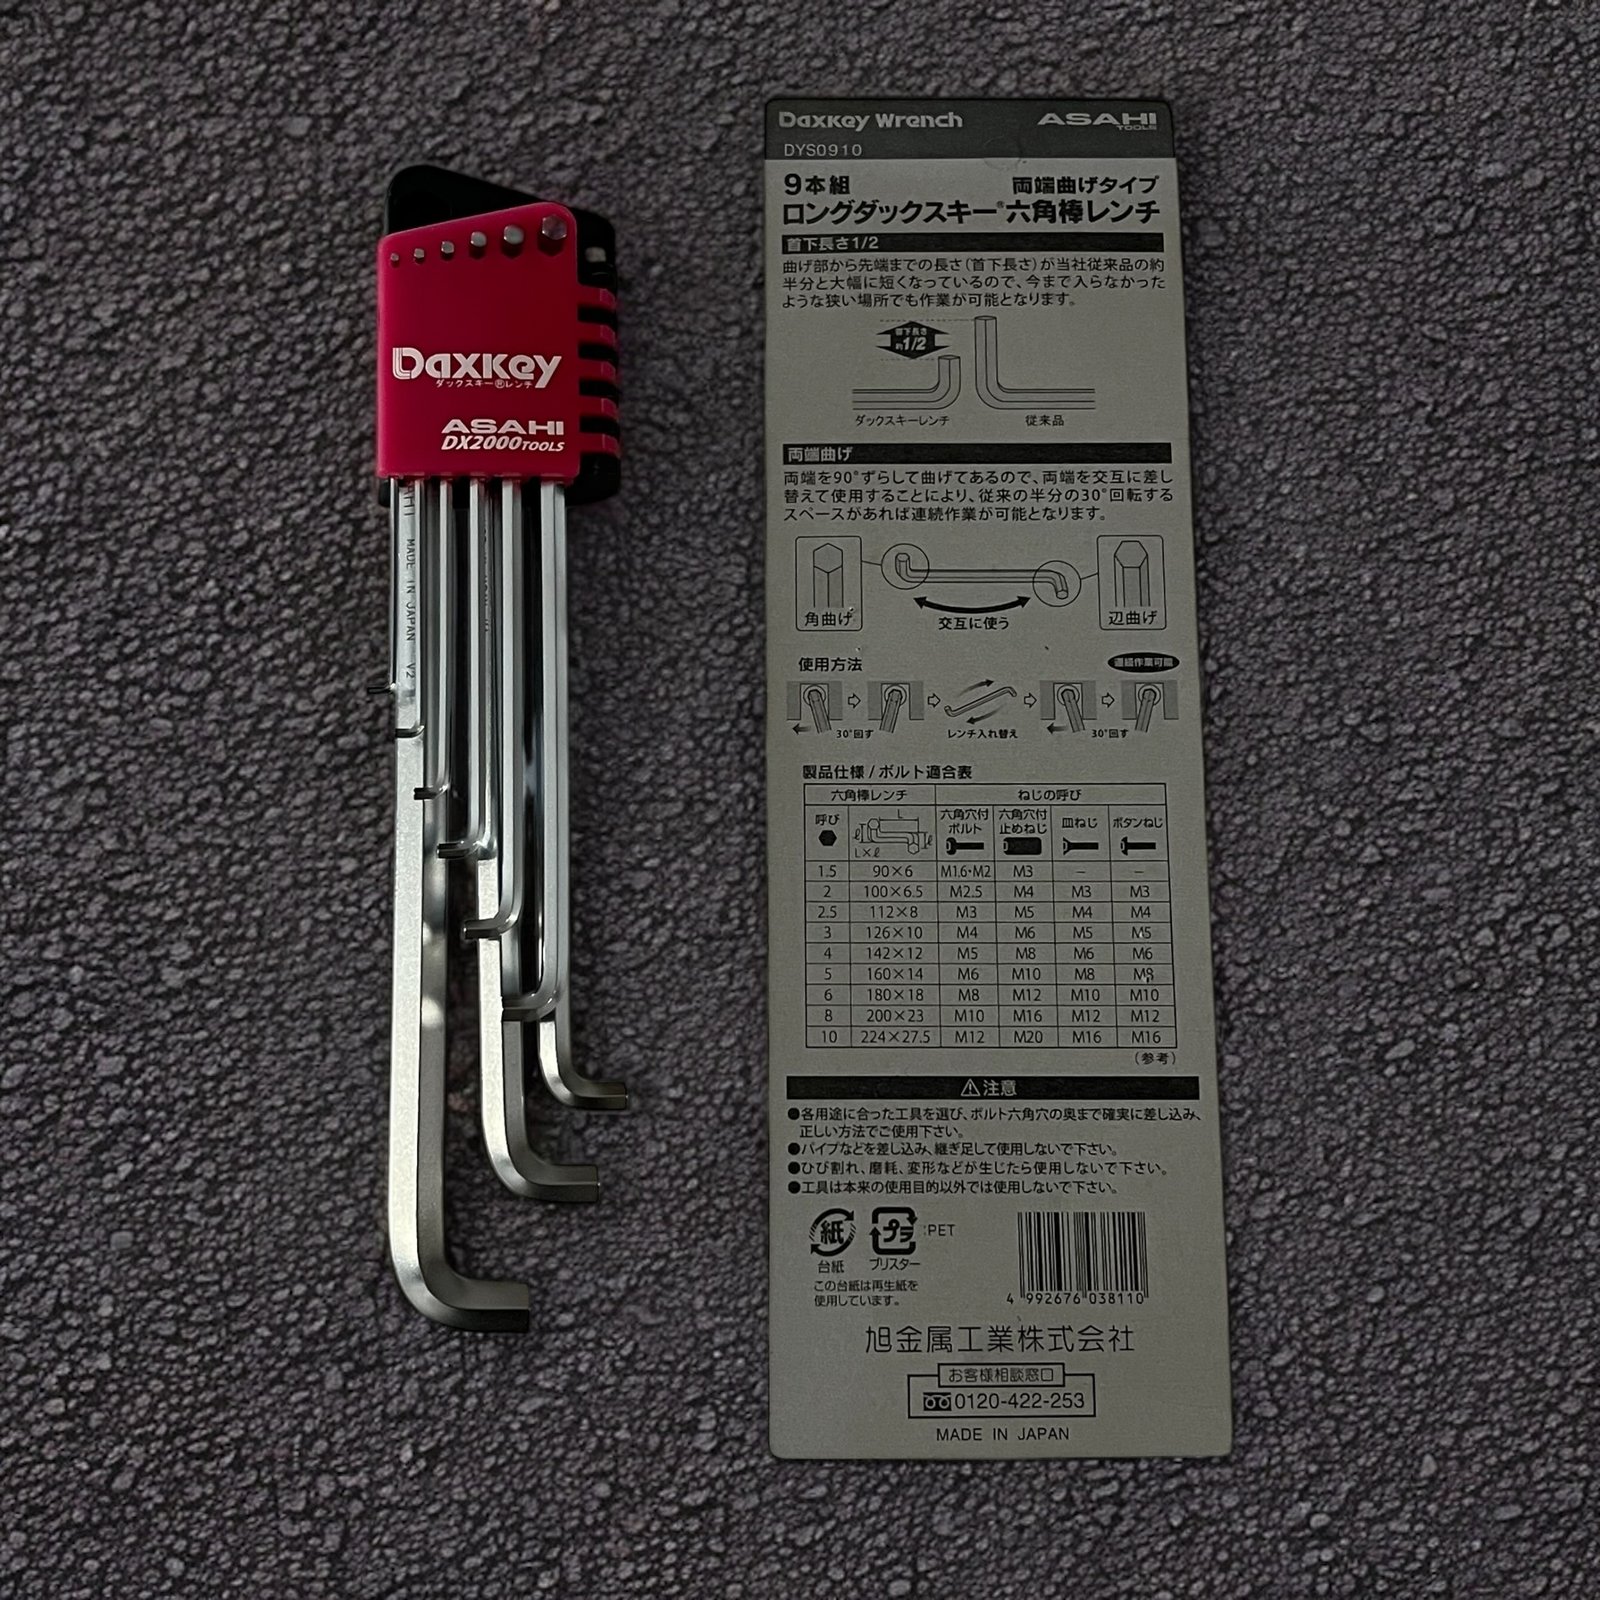 Daxkey
ダックスキー®レンチ
ASAHI
DX2000TOOLS
MADE IN JAPAN V2
Daxkey Wrench ASAHI
TOOLS
DYS0910
9本組 両端曲げタイプ
ロングダックスキー®六角棒レンチ
首下長さ1/2
曲げ部から先端までの長さ(首下長さ)が当社従来品の約
半分と大幅に短くなっているので、今まで入らなかった
ような狭い場所でも作業が可能となります。
首下長さ
約1/2
ダックスキーレンチ 従来品
両端曲げ
両端を90°ずらして曲げてあるので、両端を交互に差し
替えて使用することにより、従来の半分の30°回転する
スペースがあれば連続作業が可能となります。
角曲げ 交互に使う 辺曲げ
使用方法 連続作業可能
30°回す レンチ入れ替え 30°回す
製品仕様/ボルト適合表
六角棒レンチ ねじの呼び
呼び L ℓ ℓ L×ℓ 六角穴付ボルト 六角穴付止めねじ 皿ねじ ボタンねじ
1.5 90×6 M1.6・M2 M3 − −
2 100×6.5 M2.5 M4 M3 M3
2.5 112×8 M3 M5 M4 M4
3 126×10 M4 M6 M5 M5
4 142×12 M5 M8 M6 M6
5 160×14 M6 M10 M8 M8
6 180×18 M8 M12 M10 M10
8 200×23 M10 M16 M12 M12
10 224×27.5 M12 M20 M16 M16
(参考)
⚠注意
●各用途に合った工具を選び、ボルト六角穴の奥まで確実に差し込み、
正しい方法でご使用下さい。
●パイプなどを差し込み、継ぎ足して使用しないで下さい。
●ひび割れ、磨耗、変形などが生じたら使用しないで下さい。
●工具は本来の使用目的以外では使用しないで下さい。
紙 プラ :PET
台紙 ブリスター
この台紙は再生紙を
使用しています。
4 992676 038110
旭金属工業株式会社
お客様相談窓口
0120-422-253
MADE IN JAPAN